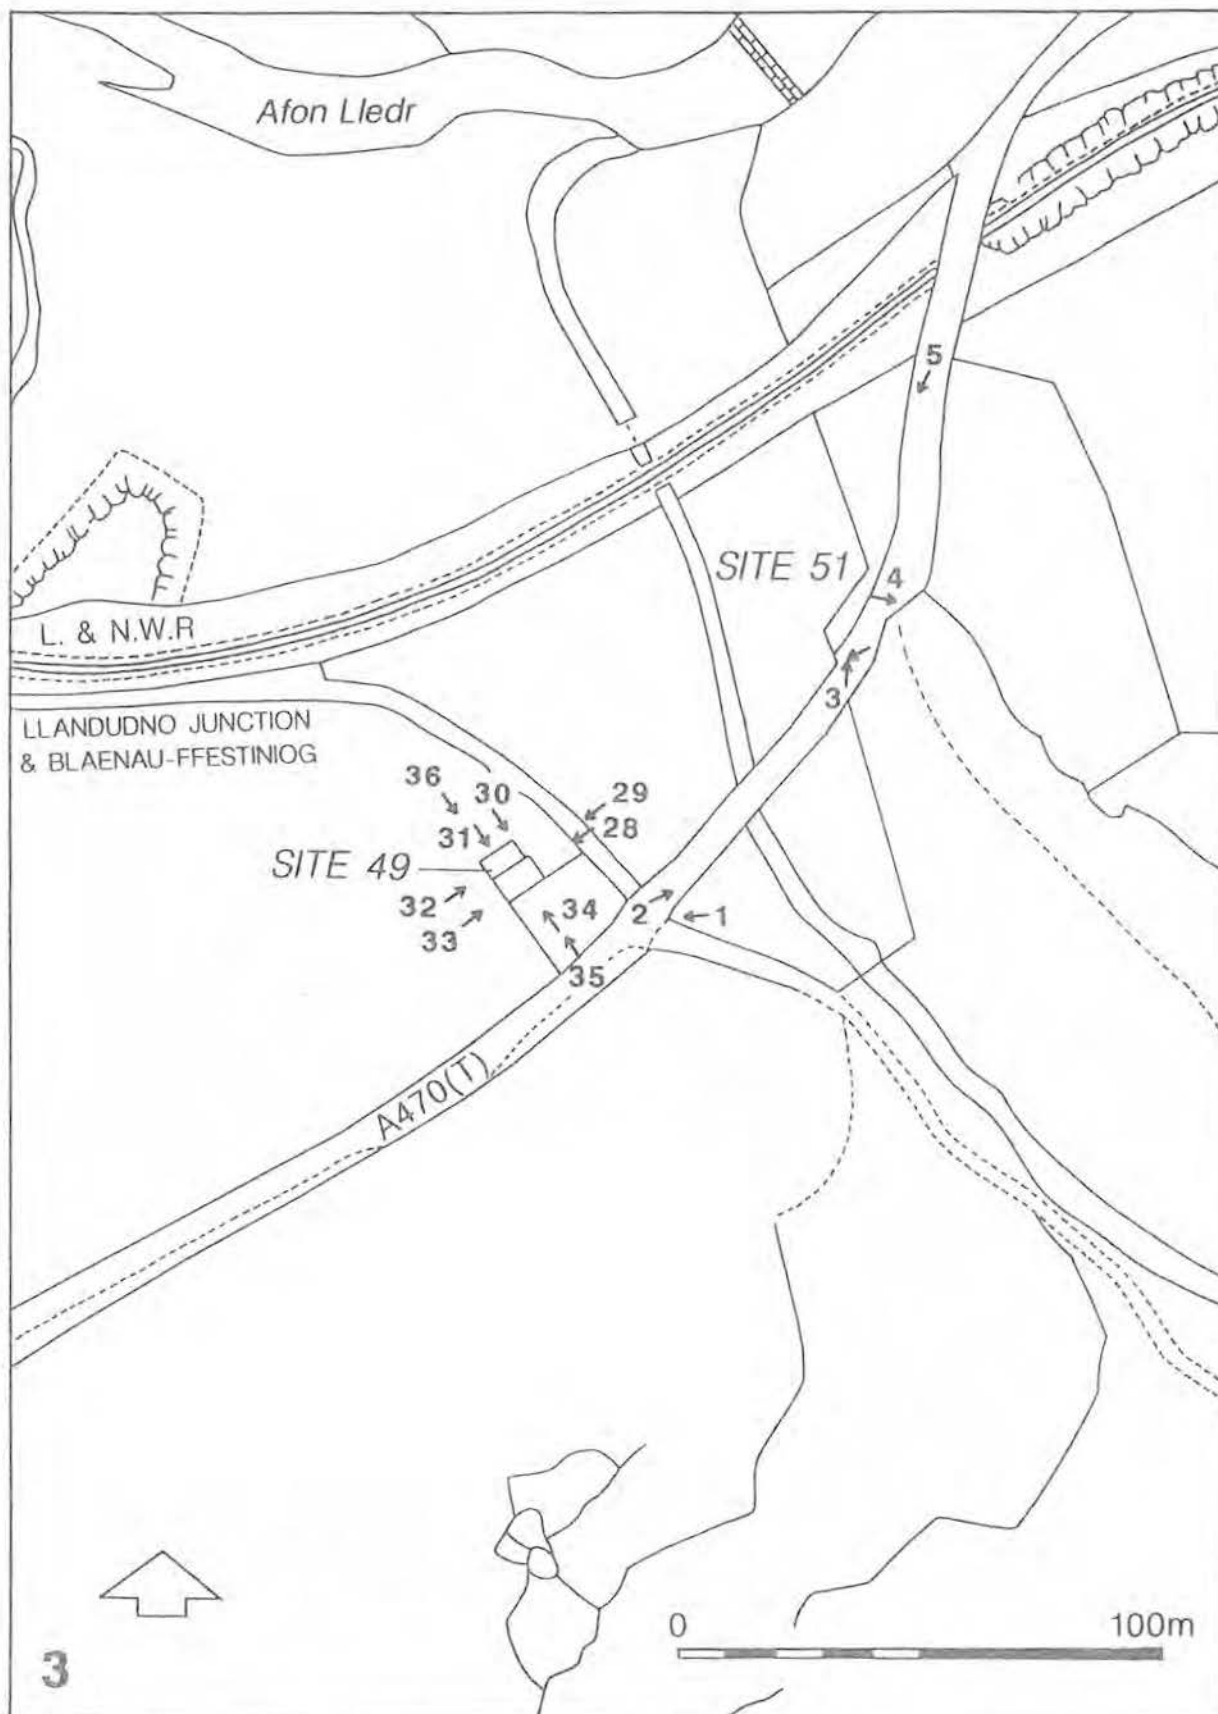 Afon Lledr
5
SITE 51
4
L. & N.W.R
3
LLANDUDNO JUNCTION
& BLAENAU-FFESTINIOG
36
30
29
31
28
SITE 49
32
34
2
1
33
35
A470(T)
0 100m
3